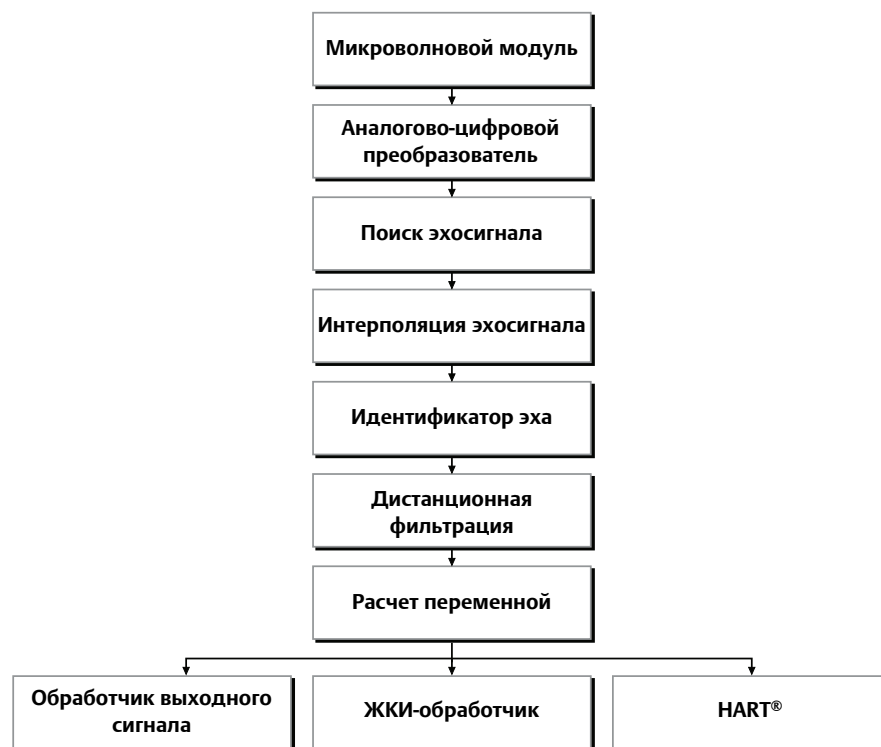 Микроволновой модуль
Аналогово-цифровой
преобразователь
Поиск эхосигнала
Интерполяция эхосигнала
Идентификатор эха
Дистанционная
фильтрация
Расчет переменной
Обработчик выходного
сигнала
ЖКИ-обработчик
HART®